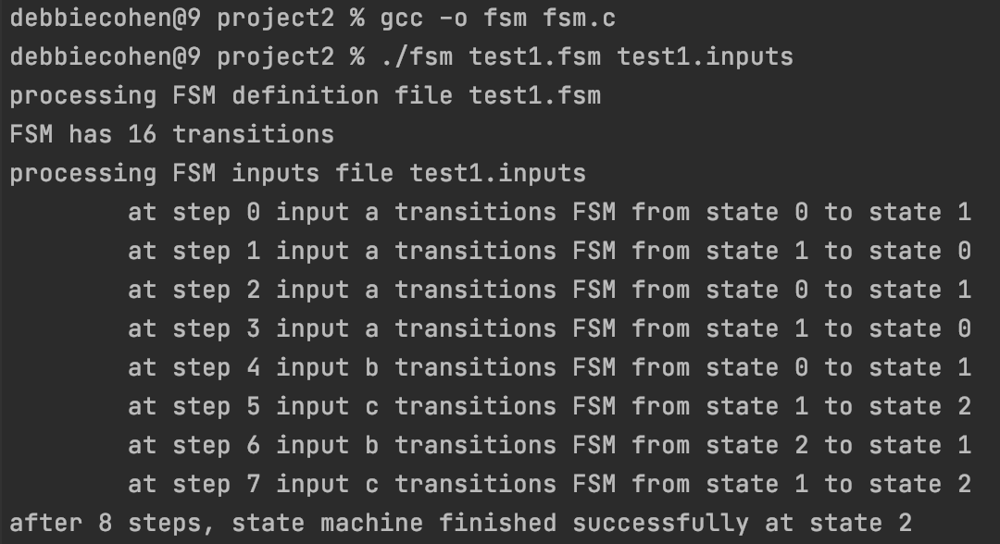 debbiecohen@9 project2 % gcc -o fsm fsm.c
debbiecohen@9 project2 % ./fsm test1.fsm test1.inputs
processing FSM definition file test1.fsm
FSM has 16 transitions
processing FSM inputs file test1.inputs
        at step 0 input a transitions FSM from state 0 to state 1
        at step 1 input a transitions FSM from state 1 to state 0
        at step 2 input a transitions FSM from state 0 to state 1
        at step 3 input a transitions FSM from state 1 to state 0
        at step 4 input b transitions FSM from state 0 to state 1
        at step 5 input c transitions FSM from state 1 to state 2
        at step 6 input b transitions FSM from state 2 to state 1
        at step 7 input c transitions FSM from state 1 to state 2
after 8 steps, state machine finished successfully at state 2